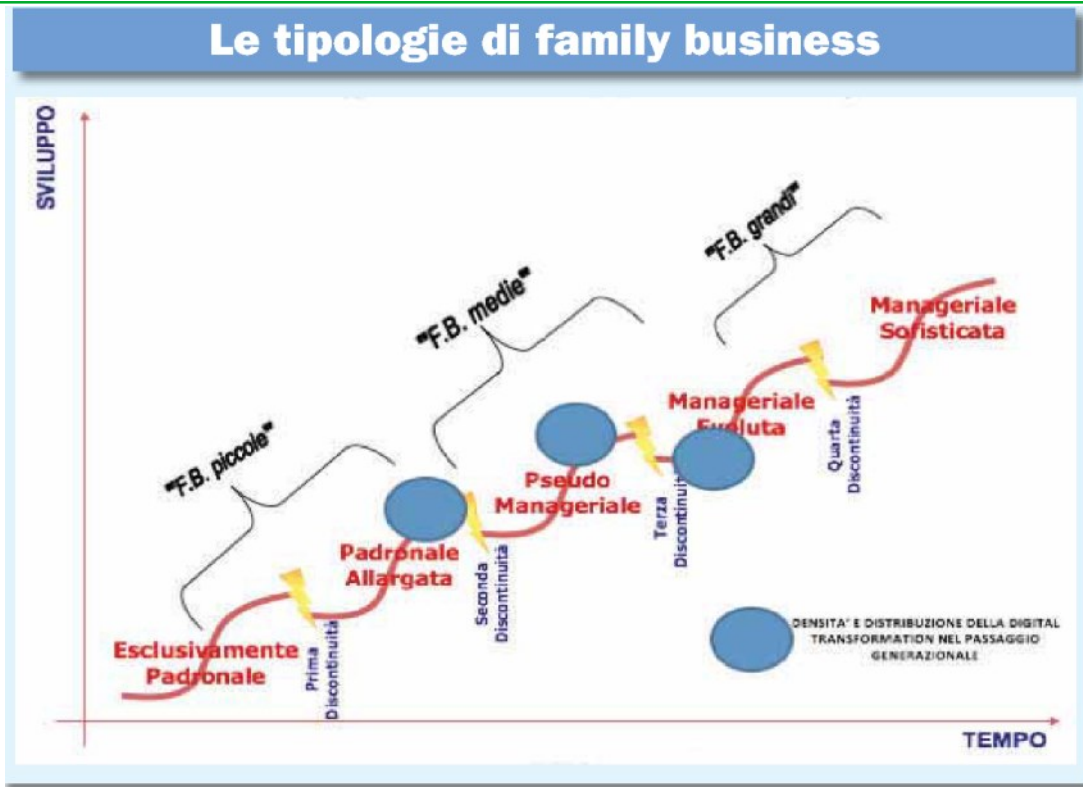 Le tipologie di family business
SVILUPPO
"F.B. piccole"
"F.B. medie"
"F.B. grandi"
Esclusivamente
Padronale
Prima
Discontinuità
Padronale
Allargata
Seconda
Discontinuità
Pseudo
Manageriale
Terza
Discontinuità
Manageriale
Evoluta
Quarta
Discontinuità
Manageriale
Sofisticata
DENSITA' E DISTRIBUZIONE DELLA DIGITAL
TRANSFORMATION NEL PASSAGGIO
GENERAZIONALE
TEMPO